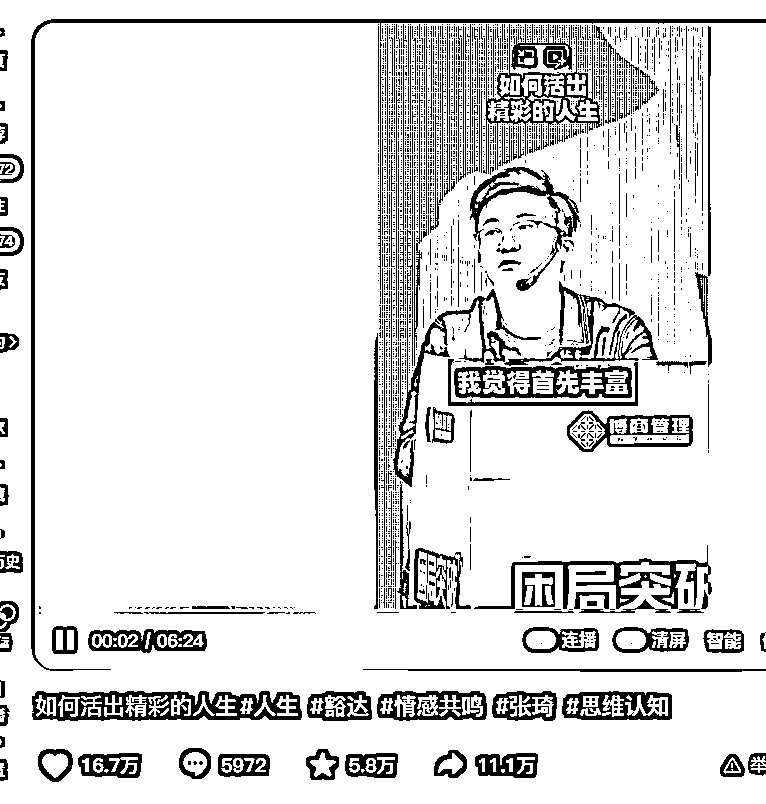 如何活出
精彩的人生
我觉得首先丰富
博商管理
困局突破
00:02 / 06:24
连播
清屏
智能
如何活出精彩的人生#人生 #豁达 #情感共鸣 #张琦 #思维认知
16.7万
5972
5.8万
11.1万
举